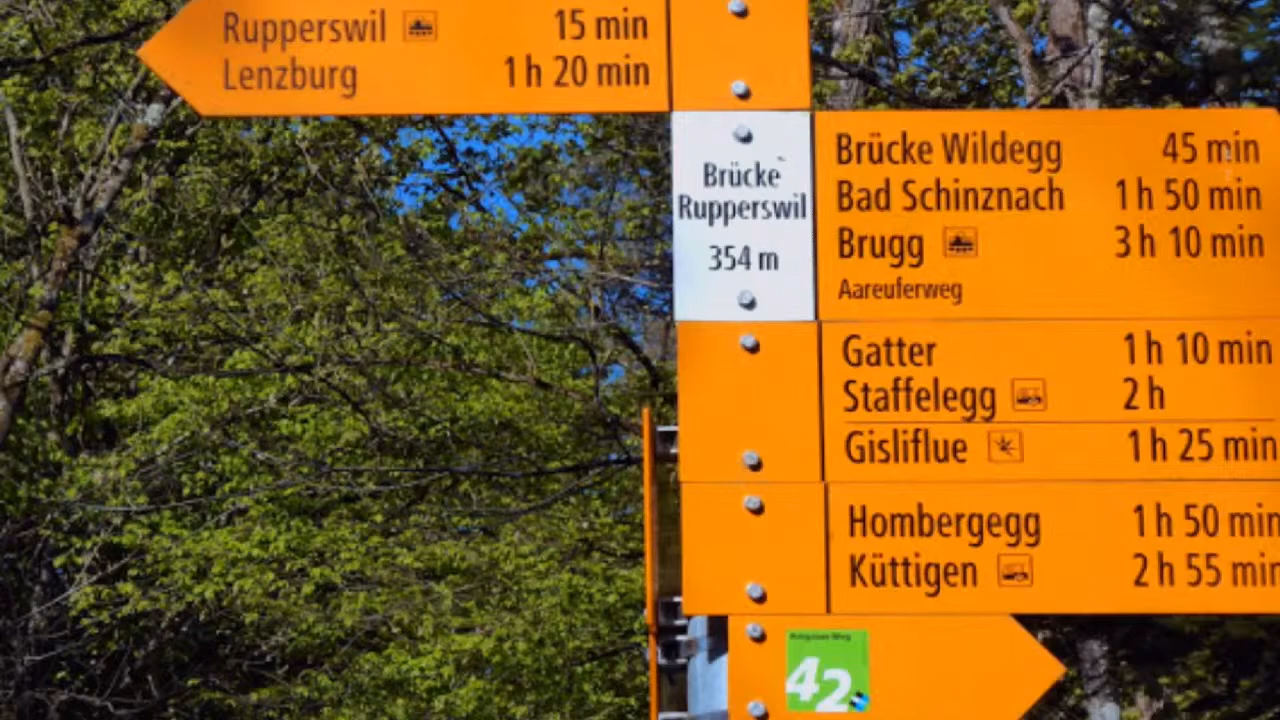 Rupperswil 15 min
Lenzburg 1 h 20 min
Brücke
Rupperswil
354 m
Brücke Wildegg 45 min
Bad Schinznach 1 h 50 min
Brugg 3 h 10 min
Aareuferweg
Gatter 1 h 10 min
Staffelegg 2 h
Gisliflue 1 h 25 min
Hombergegg 1 h 50 min
Küttigen 2 h 55 min
42